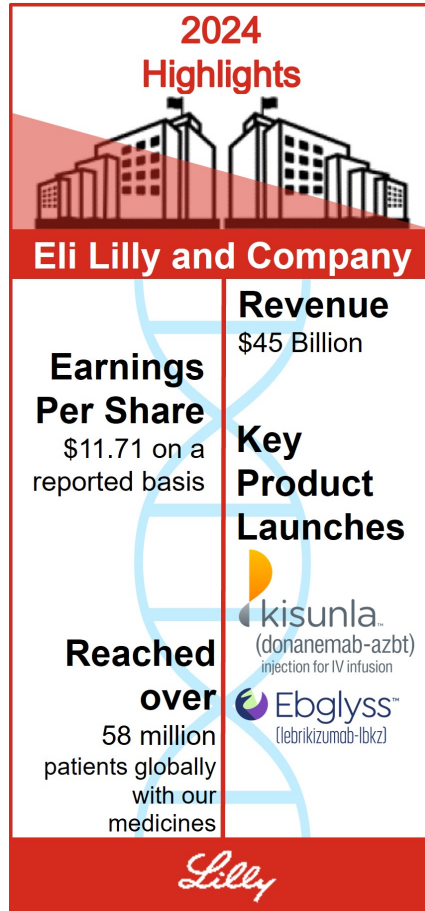 2024
Highlights
Eli Lilly and Company
Revenue
$45 Billion
Earnings
Per Share
$11.71 on a
reported basis
Key
Product
Launches
kisunla™
(donanemab-azbt)
injection for IV infusion
Ebglyss™
(lebrikizumab-lbkz)
Reached
over
58 million
patients globally
with our
medicines
Lilly